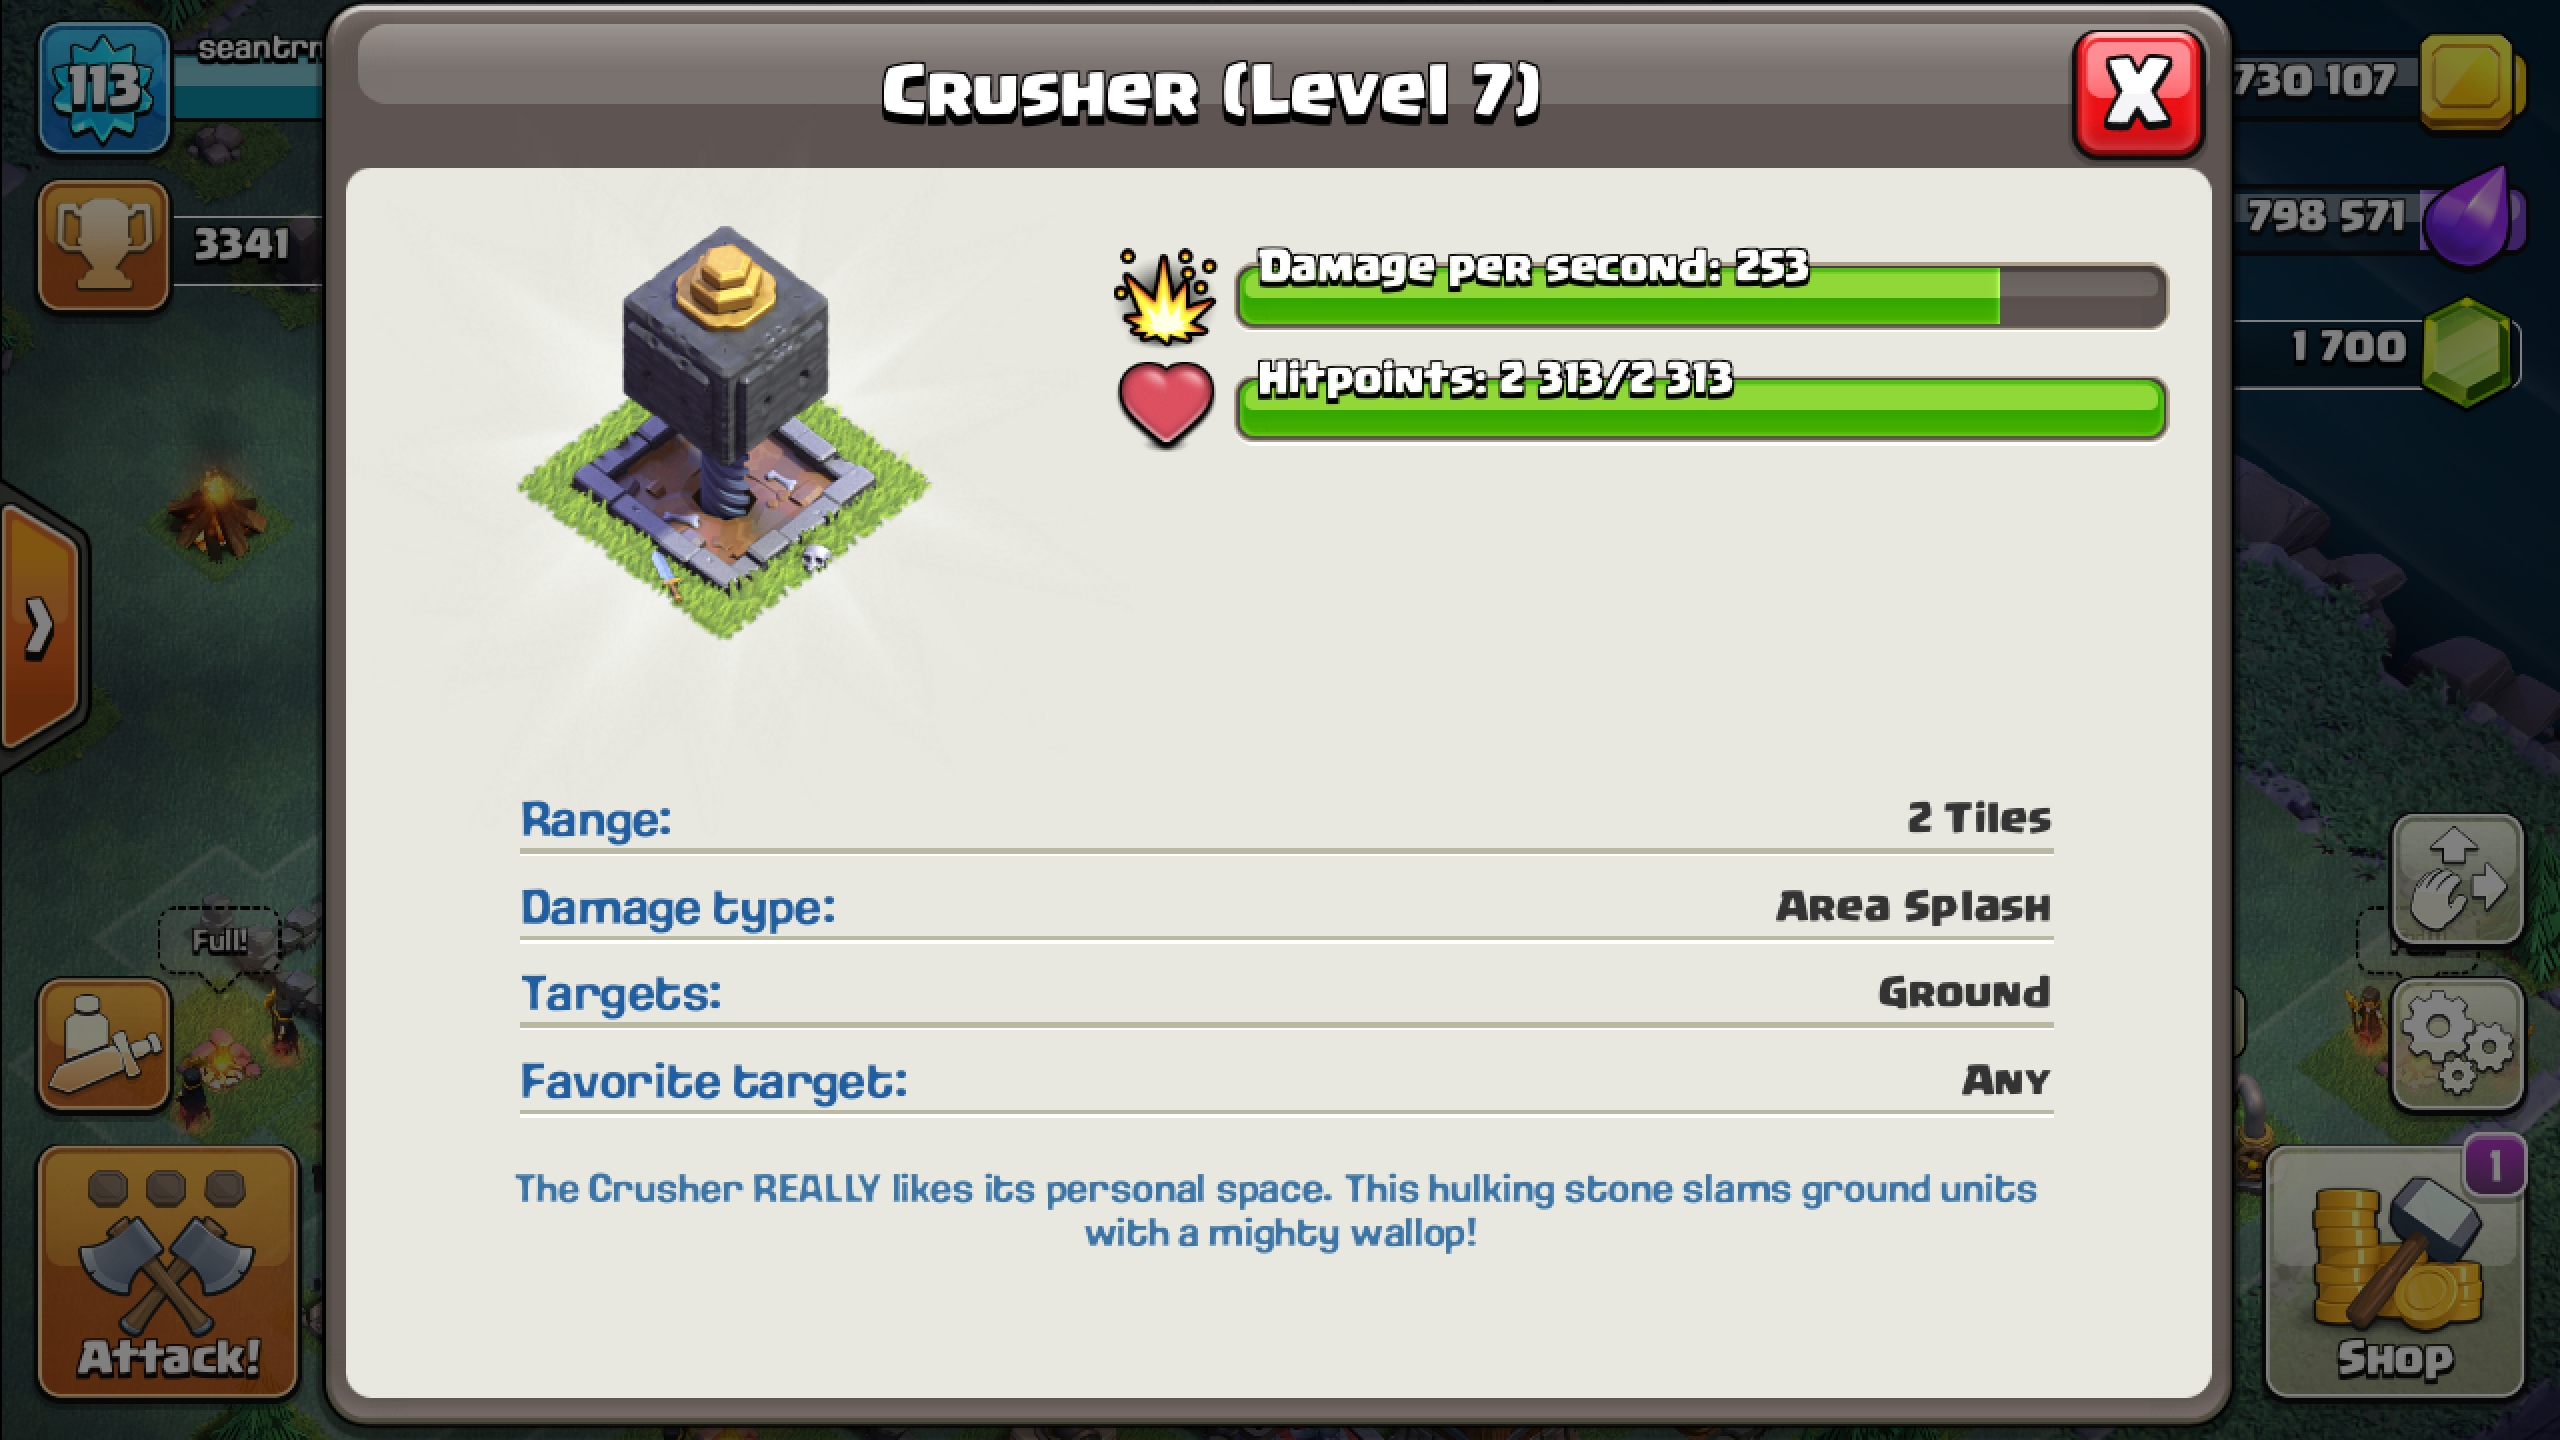 113
seantrn
3341
Crusher (Level 7)
X
730 107
798 571
1 700
Damage per second: 253
Hitpoints: 2 313/2 313
Range: 2 Tiles
Damage type: Area Splash
Targets: Ground
Favorite target: Any
The Crusher REALLY likes its personal space. This hulking stone slams ground units
with a mighty wallop!
Full!
Attack!
1
Shop